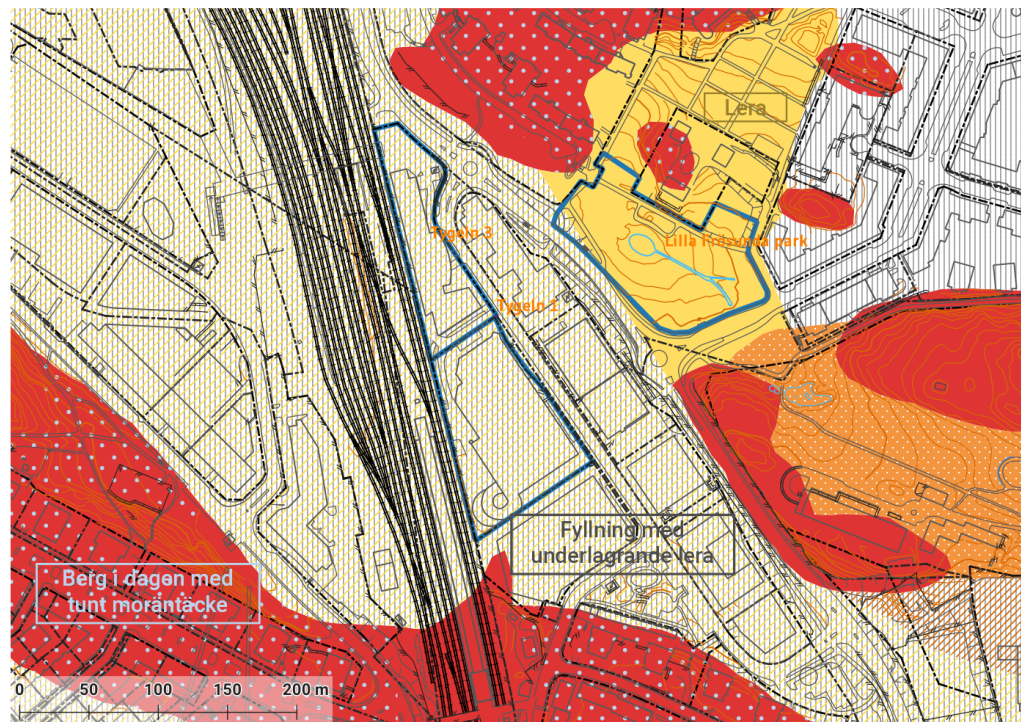 Lera
Tygeln 3
Lilla Frösunda park
Tygeln 1
Fyllning med
underlagrande lera
Berg i dagen med
tunt moräntäcke
0 50 100 150 200 m